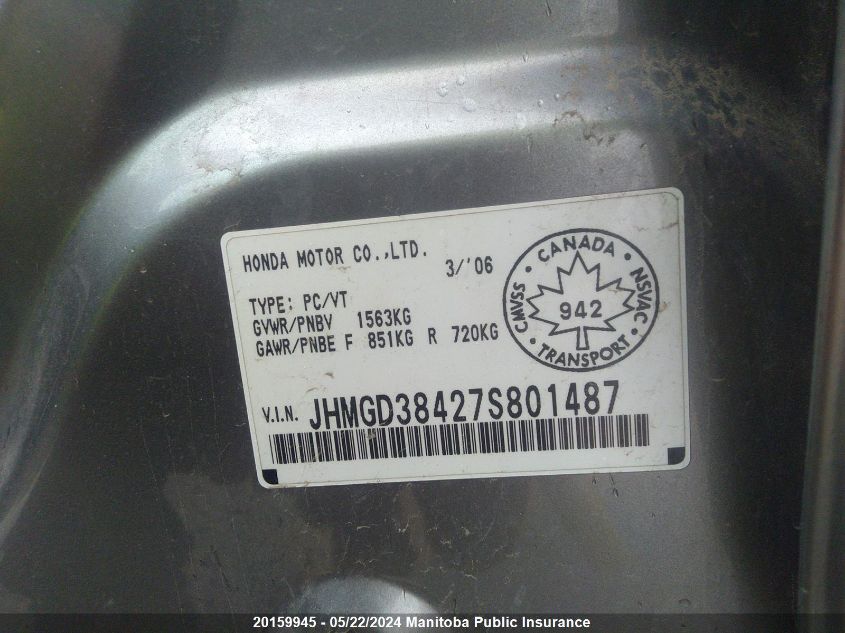 HONDA MOTOR CO.,LTD.
3/'06
TYPE: PC/VT
GVWR/PNBV 1563KG
GAWR/PNBE F 851KG R 720KG
CANADA
CMVSS
942
NSVAC
TRANSPORT
V.I.N. JHMGD38427S801487
20159945 - 05/22/2024 Manitoba Public Insurance